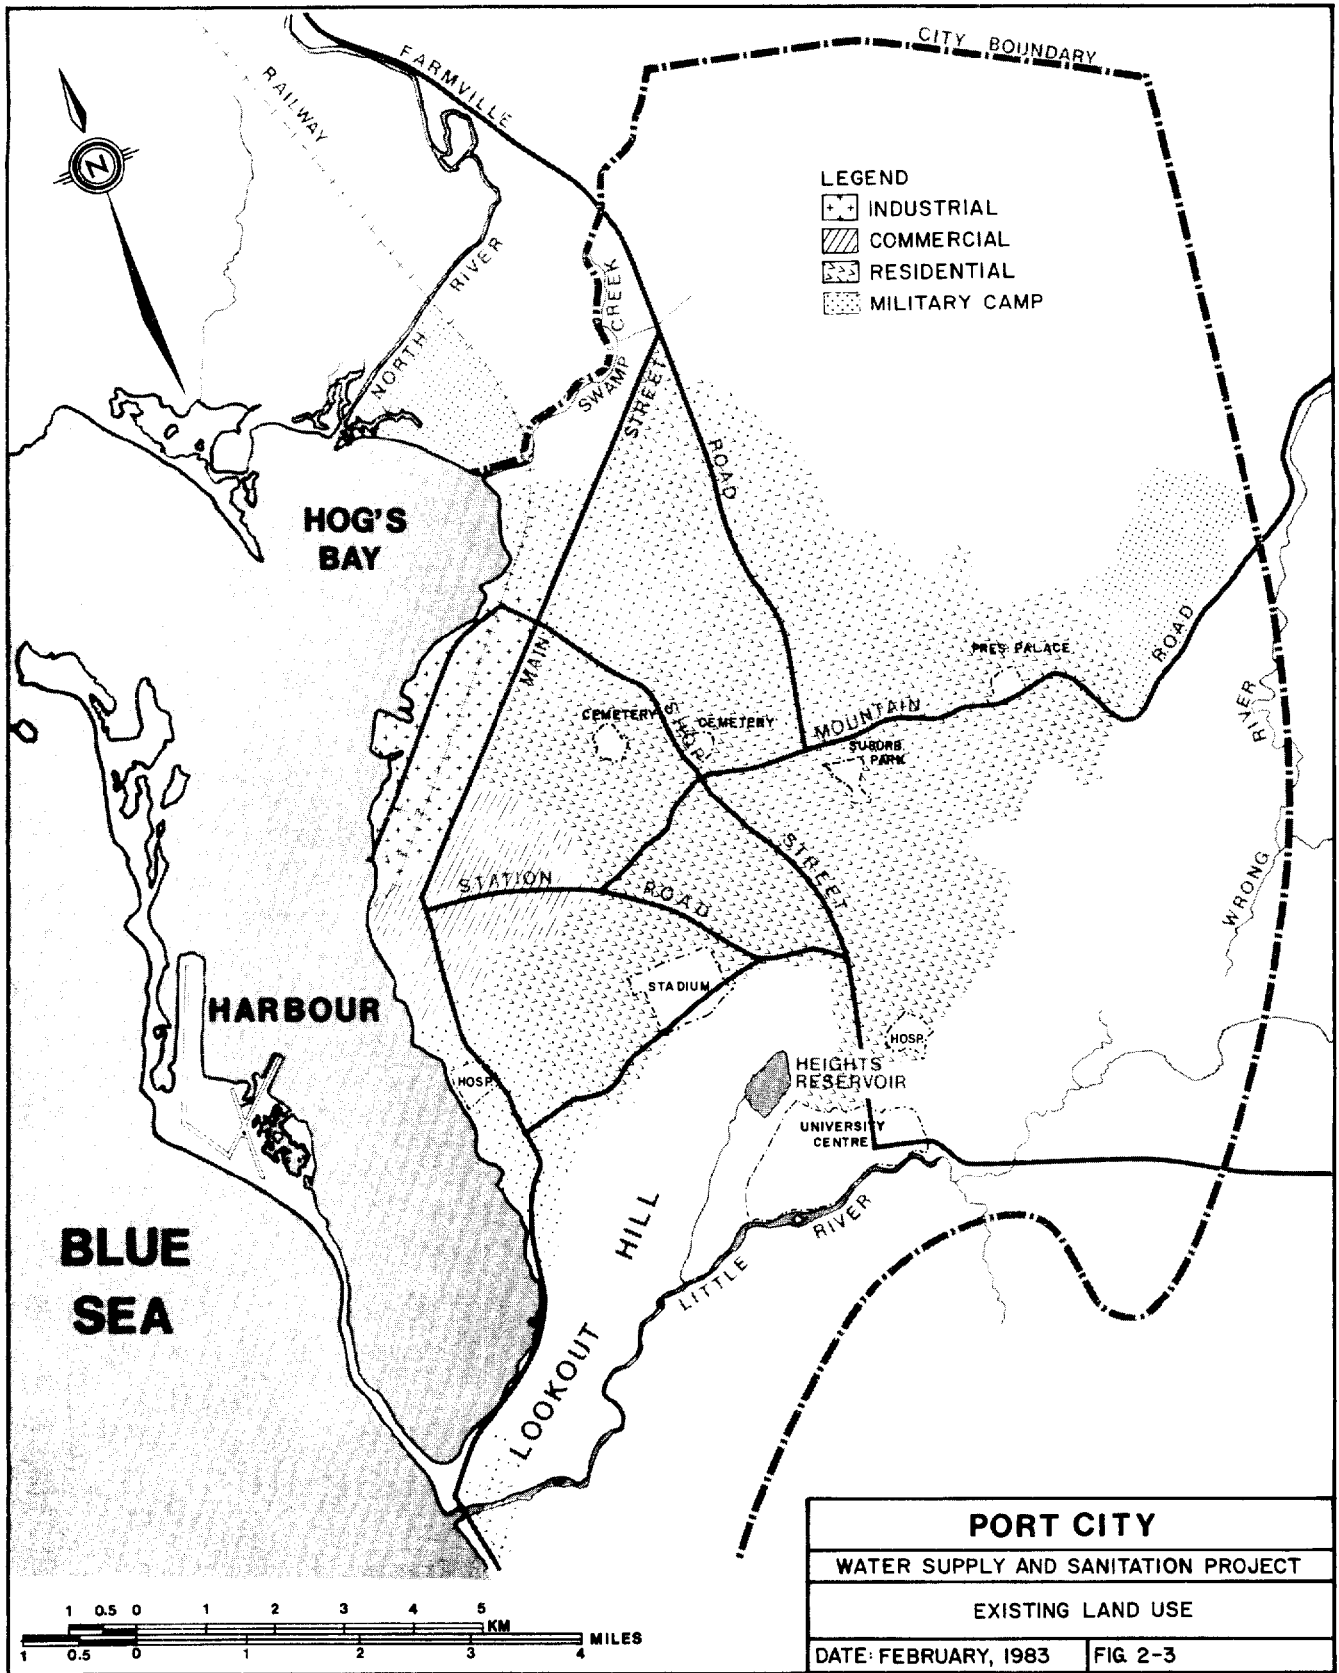 CITY BOUNDARY
FARMVILLE
RAILWAY
N
LEGEND
INDUSTRIAL
COMMERCIAL
RESIDENTIAL
MILITARY CAMP
NORTH RIVER
SWAMP CREEK
STREET
ROAD
HOG'S
BAY
MAIN
PRES. PALACE
ROAD
CEMETERY
CEMETERY
MOUNTAIN
SUBURB.
PARK
RIVER
STREET
STATION
ROAD
WRONG
STADIUM
HARBOUR
HOSP.
HOSP.
HEIGHTS
RESERVOIR
UNIVERSITY
CENTRE
BLUE
SEA
LOOKOUT HILL
LITTLE RIVER
PORT CITY
WATER SUPPLY AND SANITATION PROJECT
EXISTING LAND USE
DATE: FEBRUARY, 1983
FIG. 2-3
1 0.5 0 1 2 3 4 5
KM
MILES
1 0.5 0 1 2 3 4